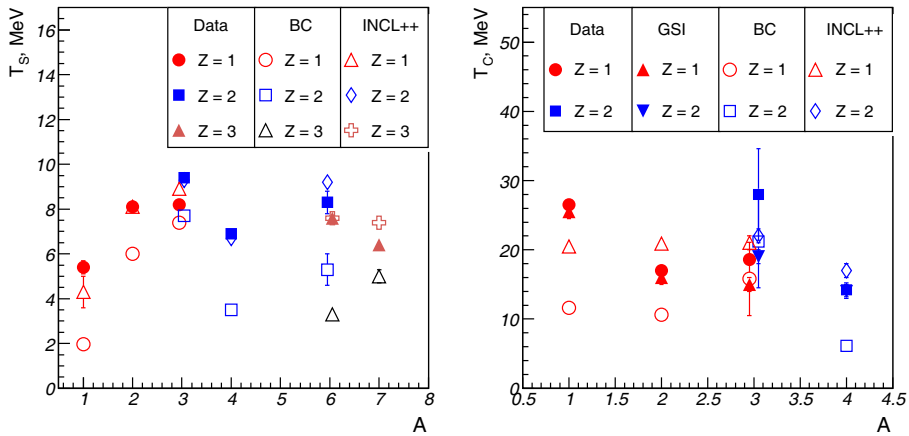 T_S, MeV
16
14
12
10
8
6
4
2
0
Data BC INCL++
Z = 1 Z = 1 Z = 1
Z = 2 Z = 2 Z = 2
Z = 3 Z = 3 Z = 3
0 1 2 3 4 5 6 7 8
A
T_C, MeV
50
40
30
20
10
0
Data GSI BC INCL++
Z = 1 Z = 1 Z = 1 Z = 1
Z = 2 Z = 2 Z = 2 Z = 2
0.5 1 1.5 2 2.5 3 3.5 4 4.5
A